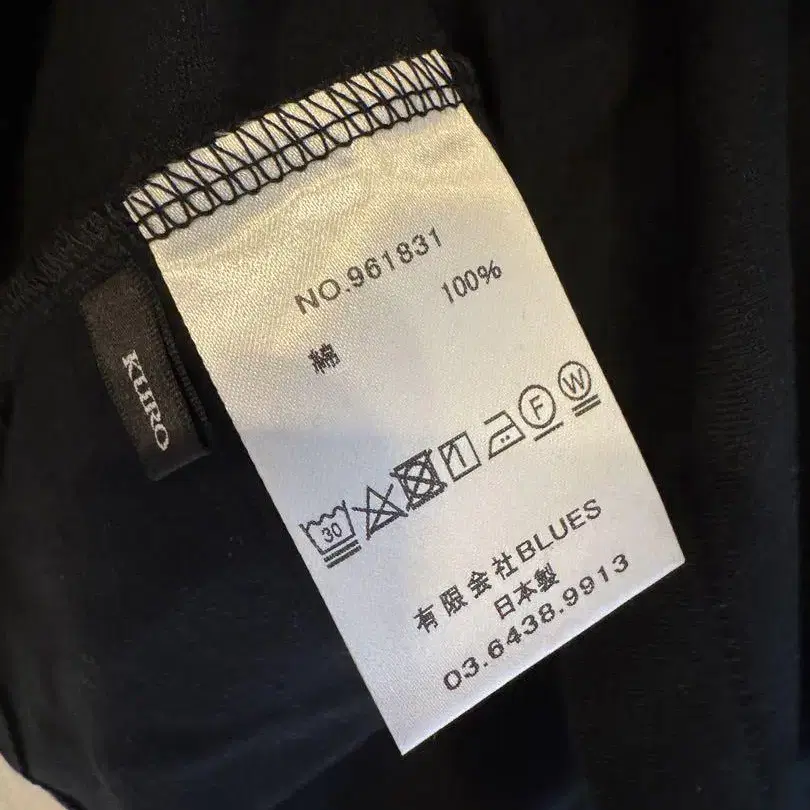 NO.961831
綿 100%
KURO
30
F W
有限会社BLUES
日本製
03.6438.9913